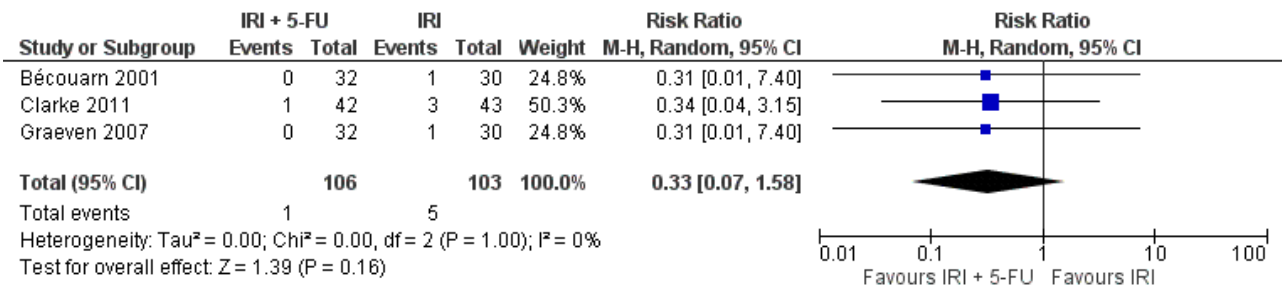 IRI + 5-FU IRI Risk Ratio Risk Ratio
Study or Subgroup Events Total Events Total Weight M-H, Random, 95% CI M-H, Random, 95% CI
Bécouarn 2001 0 32 1 30 24.8% 0.31 [0.01, 7.40]
Clarke 2011 1 42 3 43 50.3% 0.34 [0.04, 3.15]
Graeven 2007 0 32 1 30 24.8% 0.31 [0.01, 7.40]
Total (95% CI) 106 103 100.0% 0.33 [0.07, 1.58]
Total events 1 5
Heterogeneity: Tau² = 0.00; Chi² = 0.00, df = 2 (P = 1.00); I² = 0%
Test for overall effect: Z = 1.39 (P = 0.16)
0.01 0.1 1 10 100
Favours IRI + 5-FU Favours IRI